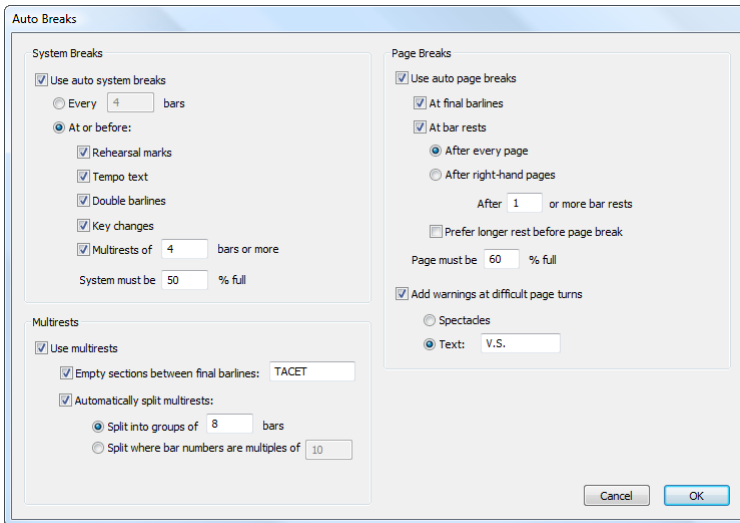 Auto Breaks
System Breaks
Use auto system breaks
Every 4 bars
At or before:
Rehearsal marks
Tempo text
Double barlines
Key changes
Multirests of 4 bars or more
System must be 50 % full
Multirests
Use multirests
Empty sections between final barlines: TACET
Automatically split multirests:
Split into groups of 8 bars
Split where bar numbers are multiples of 10
Page Breaks
Use auto page breaks
At final barlines
At bar rests
After every page
After right-hand pages
After 1 or more bar rests
Prefer longer rest before page break
Page must be 60 % full
Add warnings at difficult page turns
Spectacles
Text: V.S.
Cancel OK